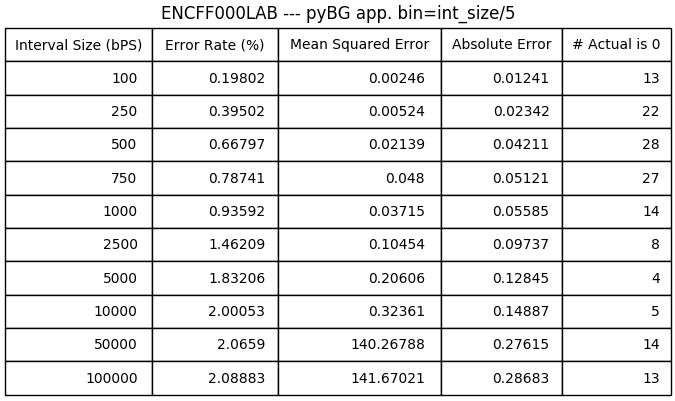 ENCFF000LAB --- pyBG app. bin=int_size/5
Interval Size (bPS) Error Rate (%) Mean Squared Error Absolute Error # Actual is 0
100 0.19802 0.00246 0.01241 13
250 0.39502 0.00524 0.02342 22
500 0.66797 0.02139 0.04211 28
750 0.78741 0.048 0.05121 27
1000 0.93592 0.03715 0.05585 14
2500 1.46209 0.10454 0.09737 8
5000 1.83206 0.20606 0.12845 4
10000 2.00053 0.32361 0.14887 5
50000 2.0659 140.26788 0.27615 14
100000 2.08883 141.67021 0.28683 13